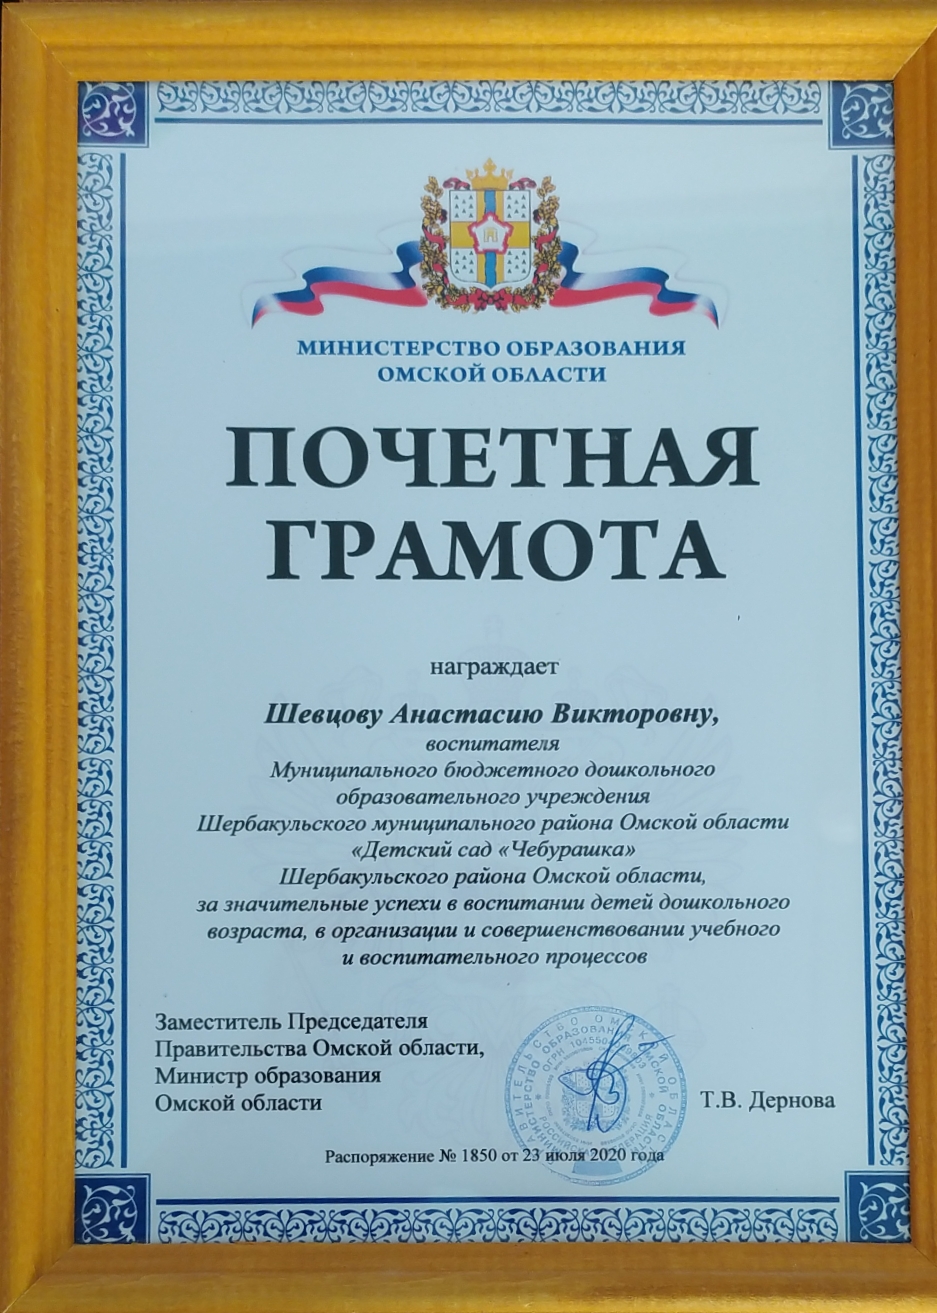 МИНИСТЕРСТВО ОБРАЗОВАНИЯ
ОМСКОЙ ОБЛАСТИ
ПОЧЕТНАЯ
ГРАМОТА
награждает
Шевцову Анастасию Викторовну,
воспитателя
Муниципального бюджетного дошкольного
образовательного учреждения
Шербакульского муниципального района Омской области
«Детский сад «Чебурашка»
Шербакульского района Омской области,
за значительные успехи в воспитании детей дошкольного
возраста, в организации и совершенствовании учебного
и воспитательного процессов
Заместитель Председателя
Правительства Омской области,
Министр образования
Омской области
Т.В. Дернова
Распоряжение № 1850 от 23 июля 2020 года